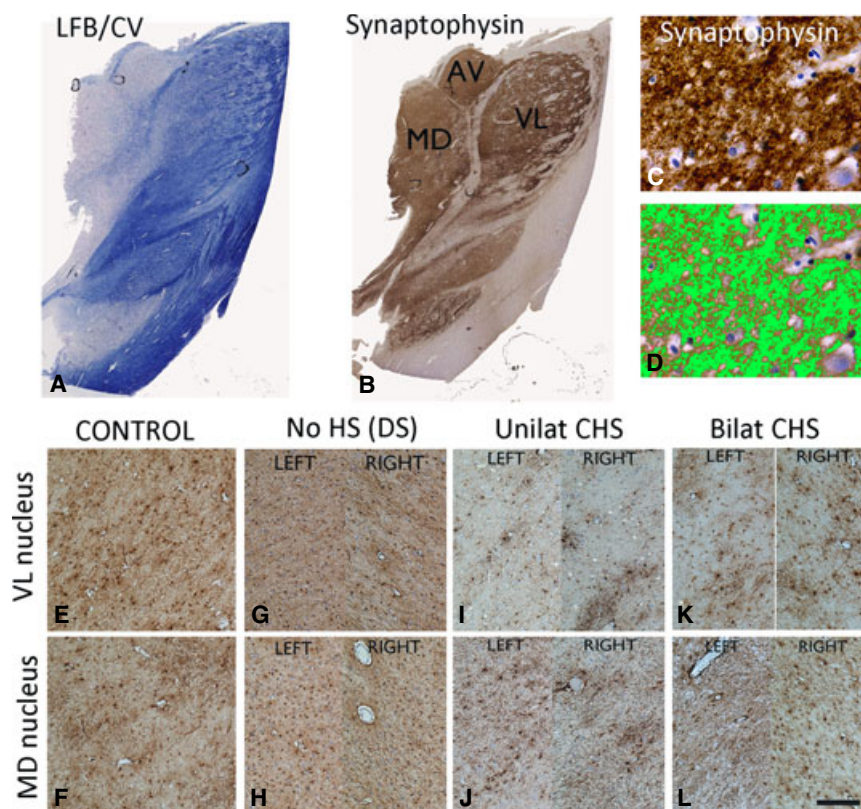 LFB/CV
Synaptophysin
Synaptophysin
AV
MD
VL
A
B
C
D
CONTROL
No HS (DS)
Unilat CHS
Bilat CHS
VL nucleus
LEFT
RIGHT
LEFT
RIGHT
LEFT
RIGHT
E
G
I
K
MD nucleus
LEFT
RIGHT
LEFT
RIGHT
LEFT
RIGHT
F
H
J
L